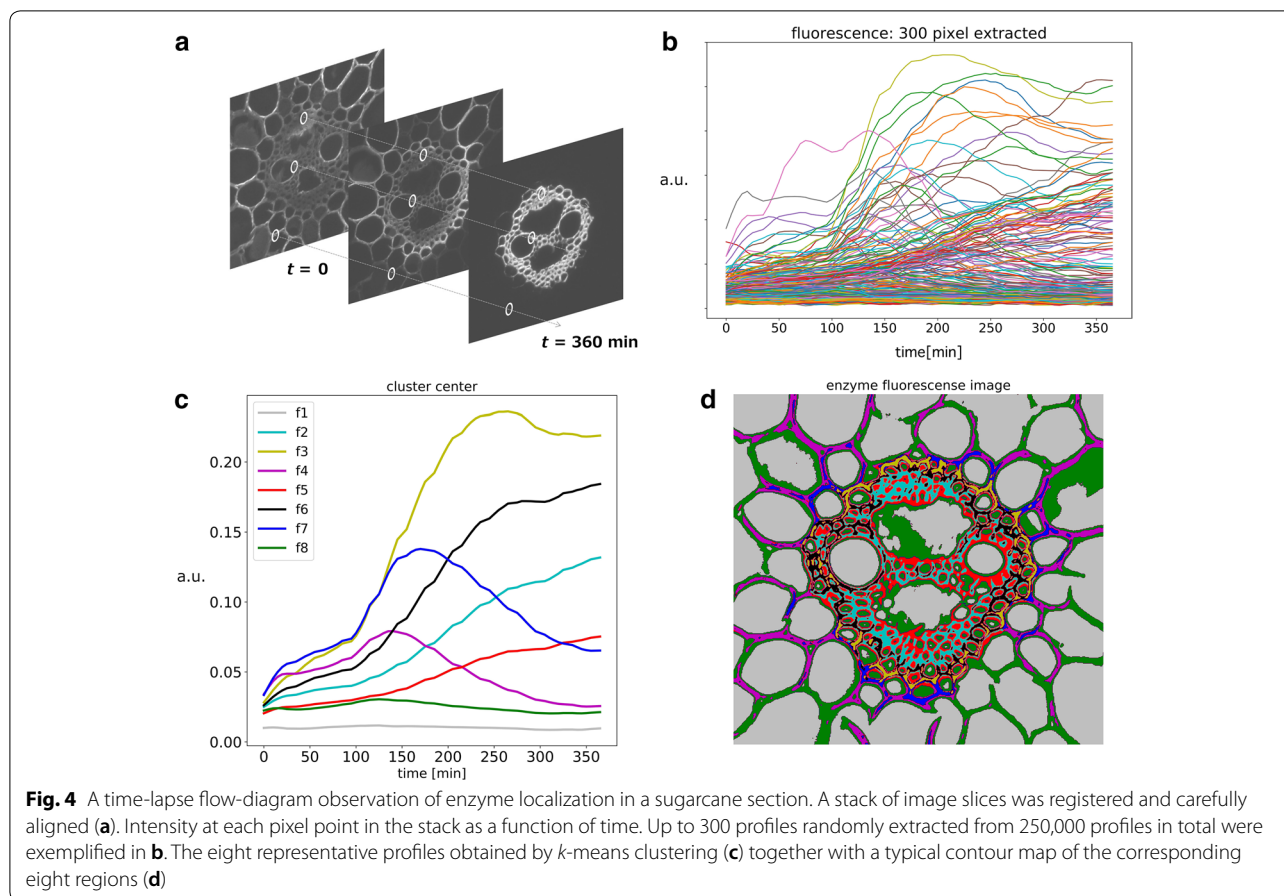 a
t = 0
t = 360 min
b
fluorescence: 300 pixel extracted
a.u.
0 50 100 150 200 250 300 350
time[min]
c
cluster center
f1
f2
f3
f4
f5
f6
f7
f8
0.20
0.15
a.u.
0.10
0.05
0.00
0 50 100 150 200 250 300 350
time [min]
d
enzyme fluorescense image
Fig. 4 A time-lapse flow-diagram observation of enzyme localization in a sugarcane section. A stack of image slices was registered and carefully
aligned (a). Intensity at each pixel point in the stack as a function of time. Up to 300 profiles randomly extracted from 250,000 profiles in total were
exemplified in b. The eight representative profiles obtained by k-means clustering (c) together with a typical contour map of the corresponding
eight regions (d)